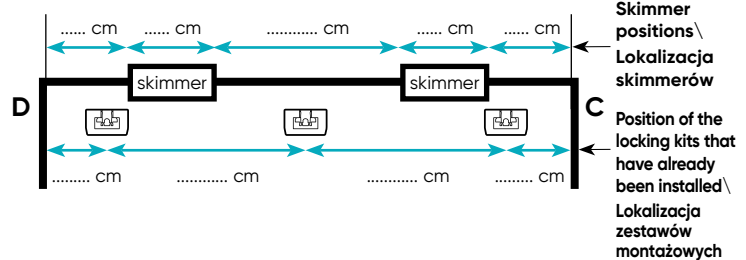 ...... cm ...... cm ............ cm ...... cm ...... cm
Skimmer
positions\
Lokalizacja
skimmerów
skimmer skimmer
D C
Position of the
locking kits that
have already
been installed\
Lokalizacja
zestawów
montażowych
.......... cm ............ cm ............ cm .......... cm